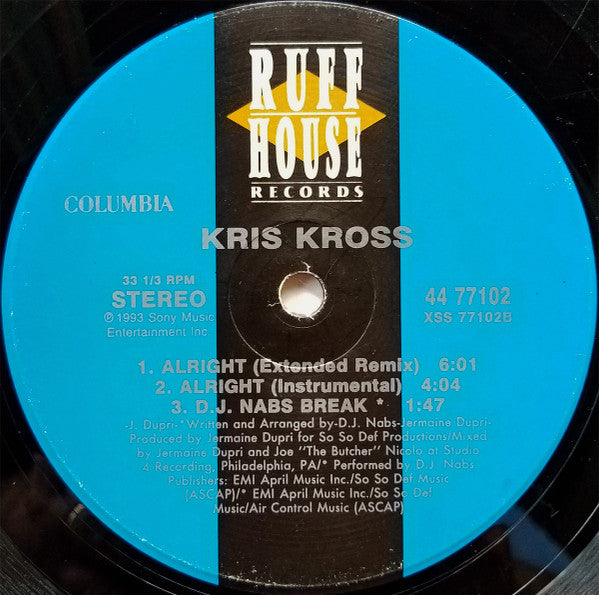 RUFF
HOUSE
RECORDS
COLUMBIA
KRIS KROSS
33 1/3 RPM
STEREO
℗ 1993 Sony Music
Entertainment Inc.
44 77102
XSS 77102B
1. ALRIGHT (Extended Remix) 6:01
2. ALRIGHT (Instrumental) 4:04
3. D.J. NABS BREAK * 1:47
-J. Dupri-*Written and Arranged by-D.J. Nabs-Jermaine Dupri-
Produced by Jermaine Dupri for So So Def Productions/Mixed
by Jermaine Dupri and Joe "The Butcher" Nicolo at Studio
4 Recording, Philadelphia, PA/* Performed by D.J. Nabs
Publishers: EMI April Music Inc./So So Def Music
(ASCAP)/* EMI April Music Inc./So So Def
Music/Air Control Music (ASCAP)